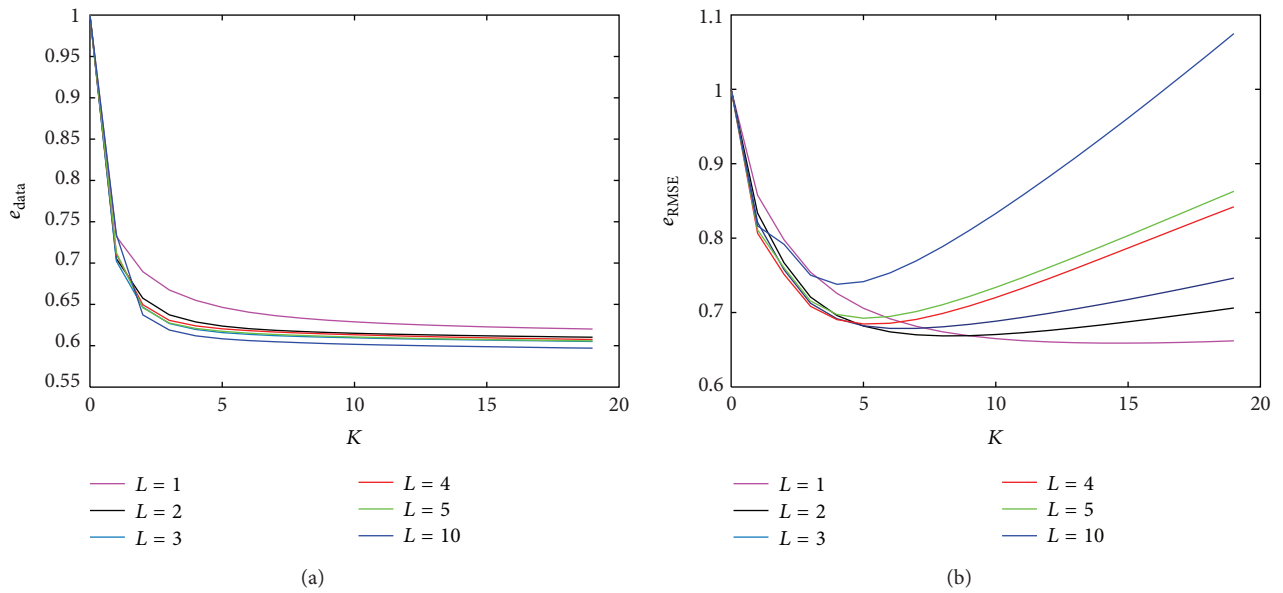 1
0.95
0.9
0.85
0.8
0.75
0.7
0.65
0.6
0.55
e_data
0 5 10 15 20
K
L = 1
L = 2
L = 3
L = 4
L = 5
L = 10
(a)
1.1
1
0.9
0.8
0.7
0.6
e_RMSE
0 5 10 15 20
K
L = 1
L = 2
L = 3
L = 4
L = 5
L = 10
(b)